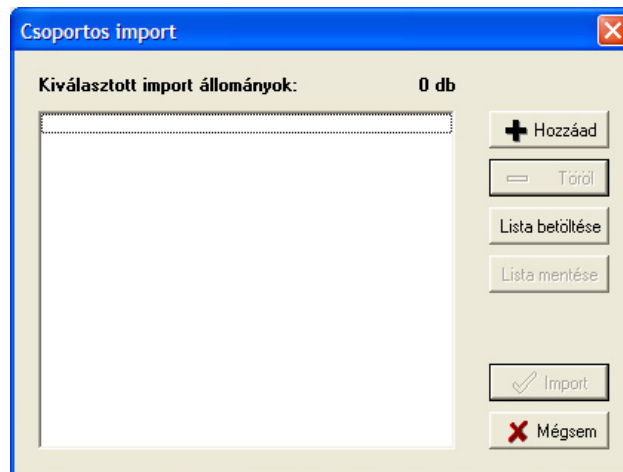 Csoportos import
Kiválasztott import állományok: 0 db
Hozzáad
Töröl
Lista betöltése
Lista mentése
Import
Mégsem